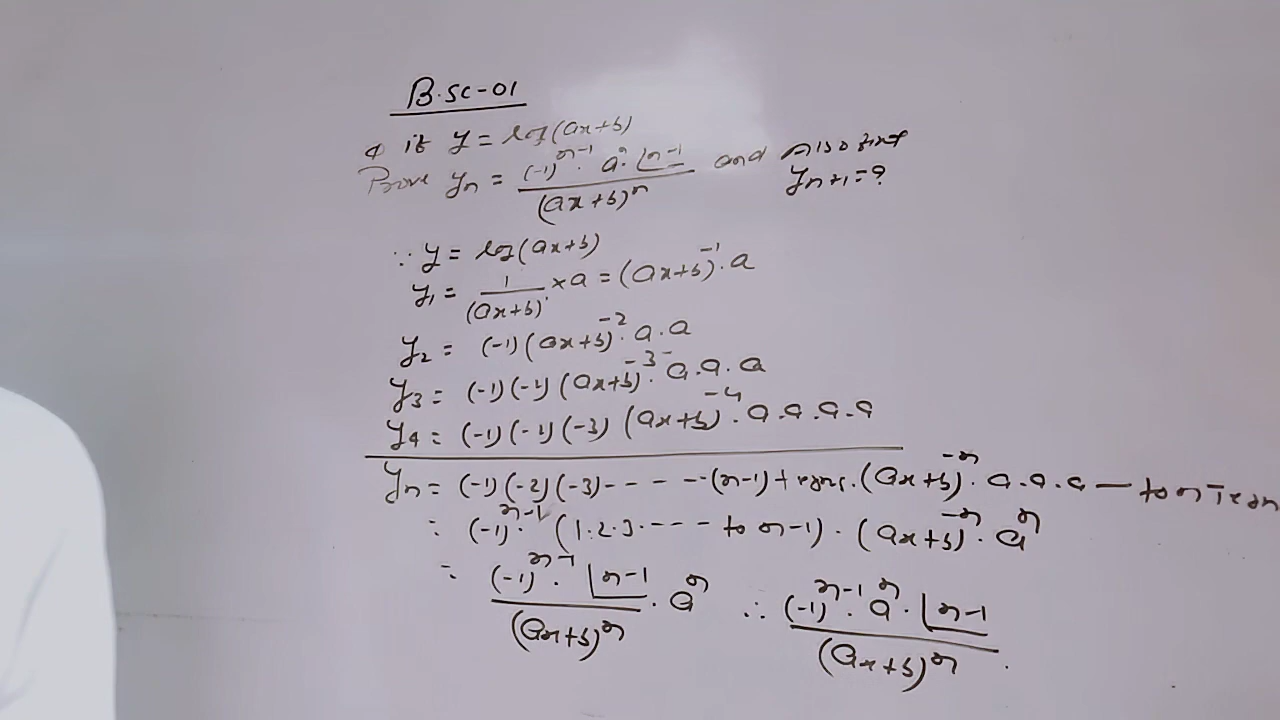 B.SC-01
Q if y = log(ax+b)
Prove yₙ = (-1)ⁿ⁻¹ . aⁿ . |n-1 / (ax+b)ⁿ and also find yₙ₊₁ = ?
∵ y = log(ax+b)
y₁ = 1/(ax+b)¹ × a = (ax+b)⁻¹ . a
y₂ = (-1)(ax+b)⁻² . a . a
y₃ = (-1)(-2)(ax+b)⁻³ . a . a . a
y₄ = (-1)(-2)(-3)(ax+b)⁻⁴ . a . a . a . a
yₙ = (-1)(-2)(-3)------(n-1) terms . (ax+b)⁻ⁿ . a . a . a — to n Term
= (-1)ⁿ⁻¹ . (1.2.3.---- to n-1) . (ax+b)⁻ⁿ . aⁿ
= (-1)ⁿ⁻¹ . |n-1 / (ax+b)ⁿ . aⁿ ∴ (-1)ⁿ⁻¹ . aⁿ . |n-1 / (ax+b)ⁿ .